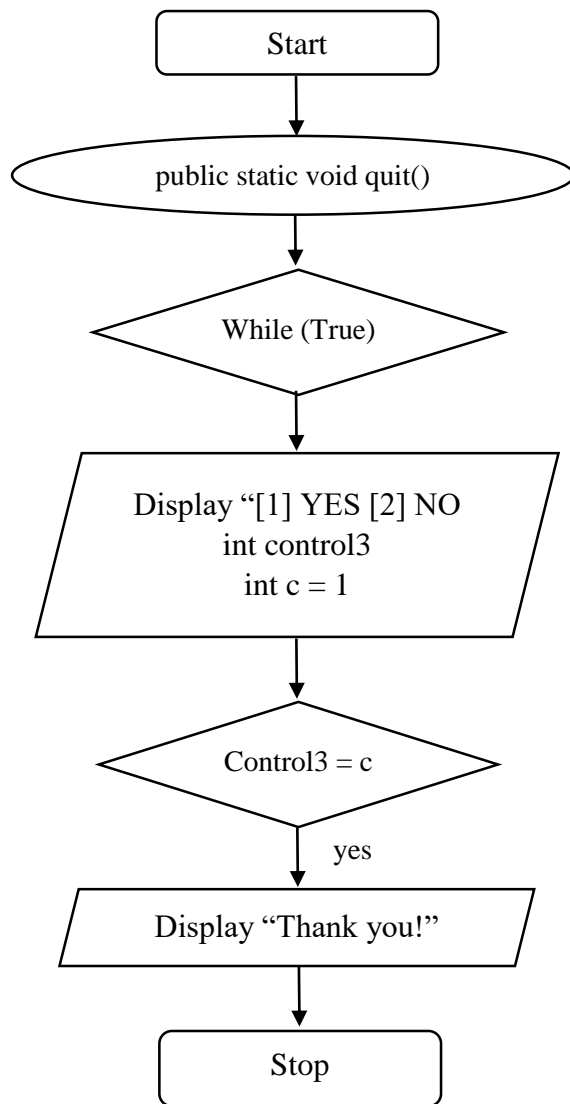 Start
public static void quit()
While (True)
Display “[1] YES [2] NO
int control3
int c = 1
Control3 = c
yes
Display “Thank you!”
Stop